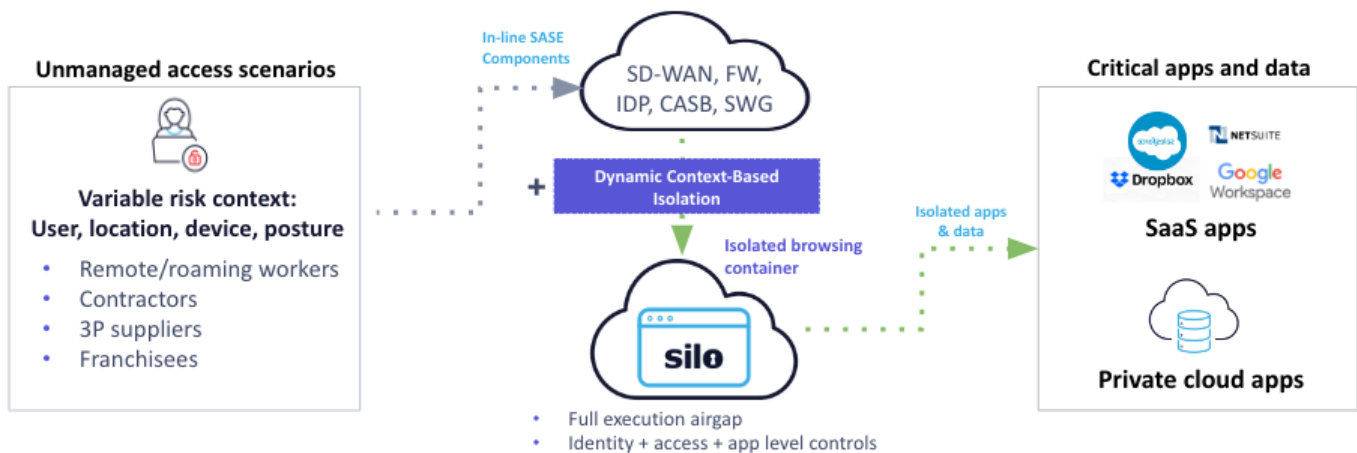 Unmanaged access scenarios
Variable risk context:
User, location, device, posture
• Remote/roaming workers
• Contractors
• 3P suppliers
• Franchisees
In-line SASE
Components
SD-WAN, FW,
IDP, CASB, SWG
+
Dynamic Context-Based
Isolation
Isolated browsing
container
silo
• Full execution airgap
• Identity + access + app level controls
Isolated apps
& data
Critical apps and data
salesforce
NETSUITE
Dropbox
Google
Workspace
SaaS apps
Private cloud apps